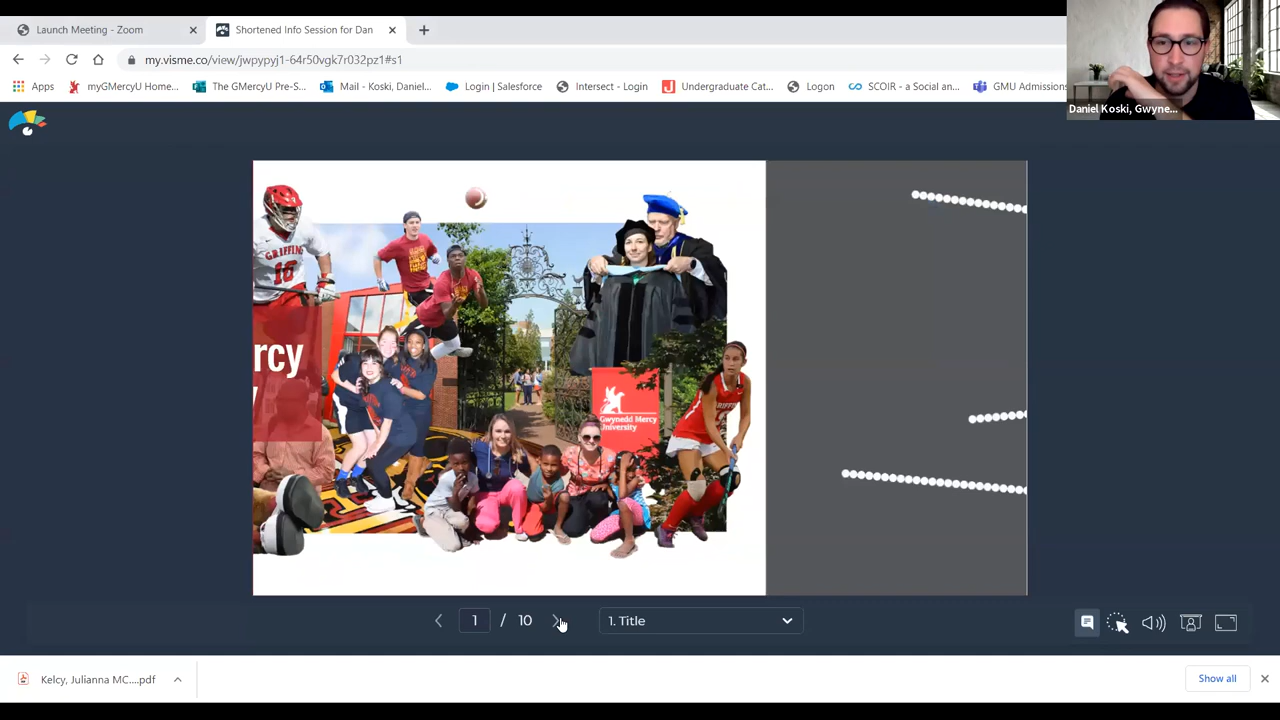 Launch Meeting - Zoom
Shortened Info Session for Dan
my.visme.co/view/jwpypyj1-64r50vgk7r032pz1#s1
Apps
myGMercyU Home...
The GMercyU Pre-S...
Mail - Koski, Daniel...
Login | Salesforce
Intersect - Login
Undergraduate Cat...
Logon
SCOIR - a Social an...
GMU Admissions
Daniel Koski, Gwyne...
GRIFFINS
16
rcy
Gwynedd Mercy
University
1 / 10
1. Title
Kelcy, Julianna MC....pdf
Show all